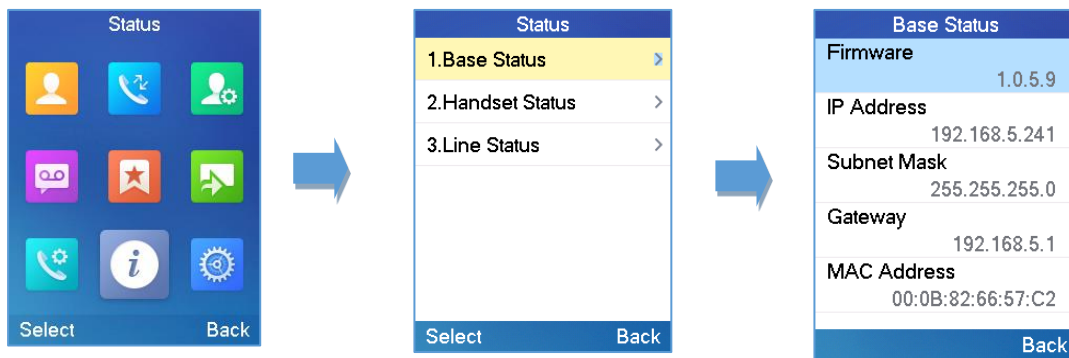 Status
Select Back
Status
1.Base Status
2.Handset Status
3.Line Status
Select Back
Base Status
Firmware
1.0.5.9
IP Address
192.168.5.241
Subnet Mask
255.255.255.0
Gateway
192.168.5.1
MAC Address
00:0B:82:66:57:C2
Back